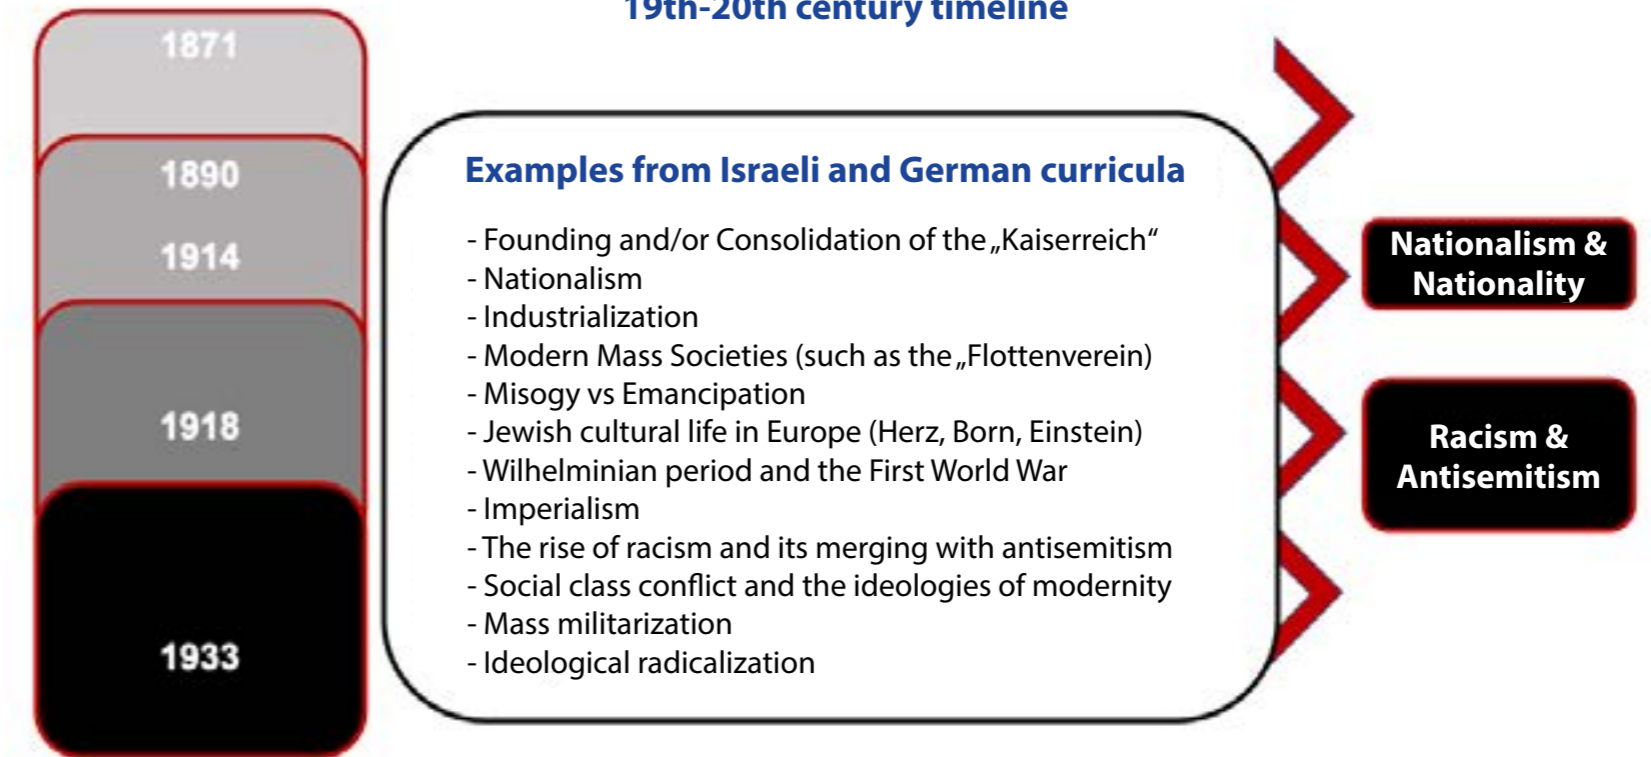 19th-20th century timeline
1871
1890
1914
1918
1933
Examples from Israeli and German curricula
- Founding and/or Consolidation of the „Kaiserreich“
- Nationalism
- Industrialization
- Modern Mass Societies (such as the „Flottenverein)
- Misogy vs Emancipation
- Jewish cultural life in Europe (Herz, Born, Einstein)
- Wilhelminian period and the First World War
- Imperialism
- The rise of racism and its merging with antisemitism
- Social class conflict and the ideologies of modernity
- Mass militarization
- Ideological radicalization
Nationalism &
Nationality
Racism &
Antisemitism